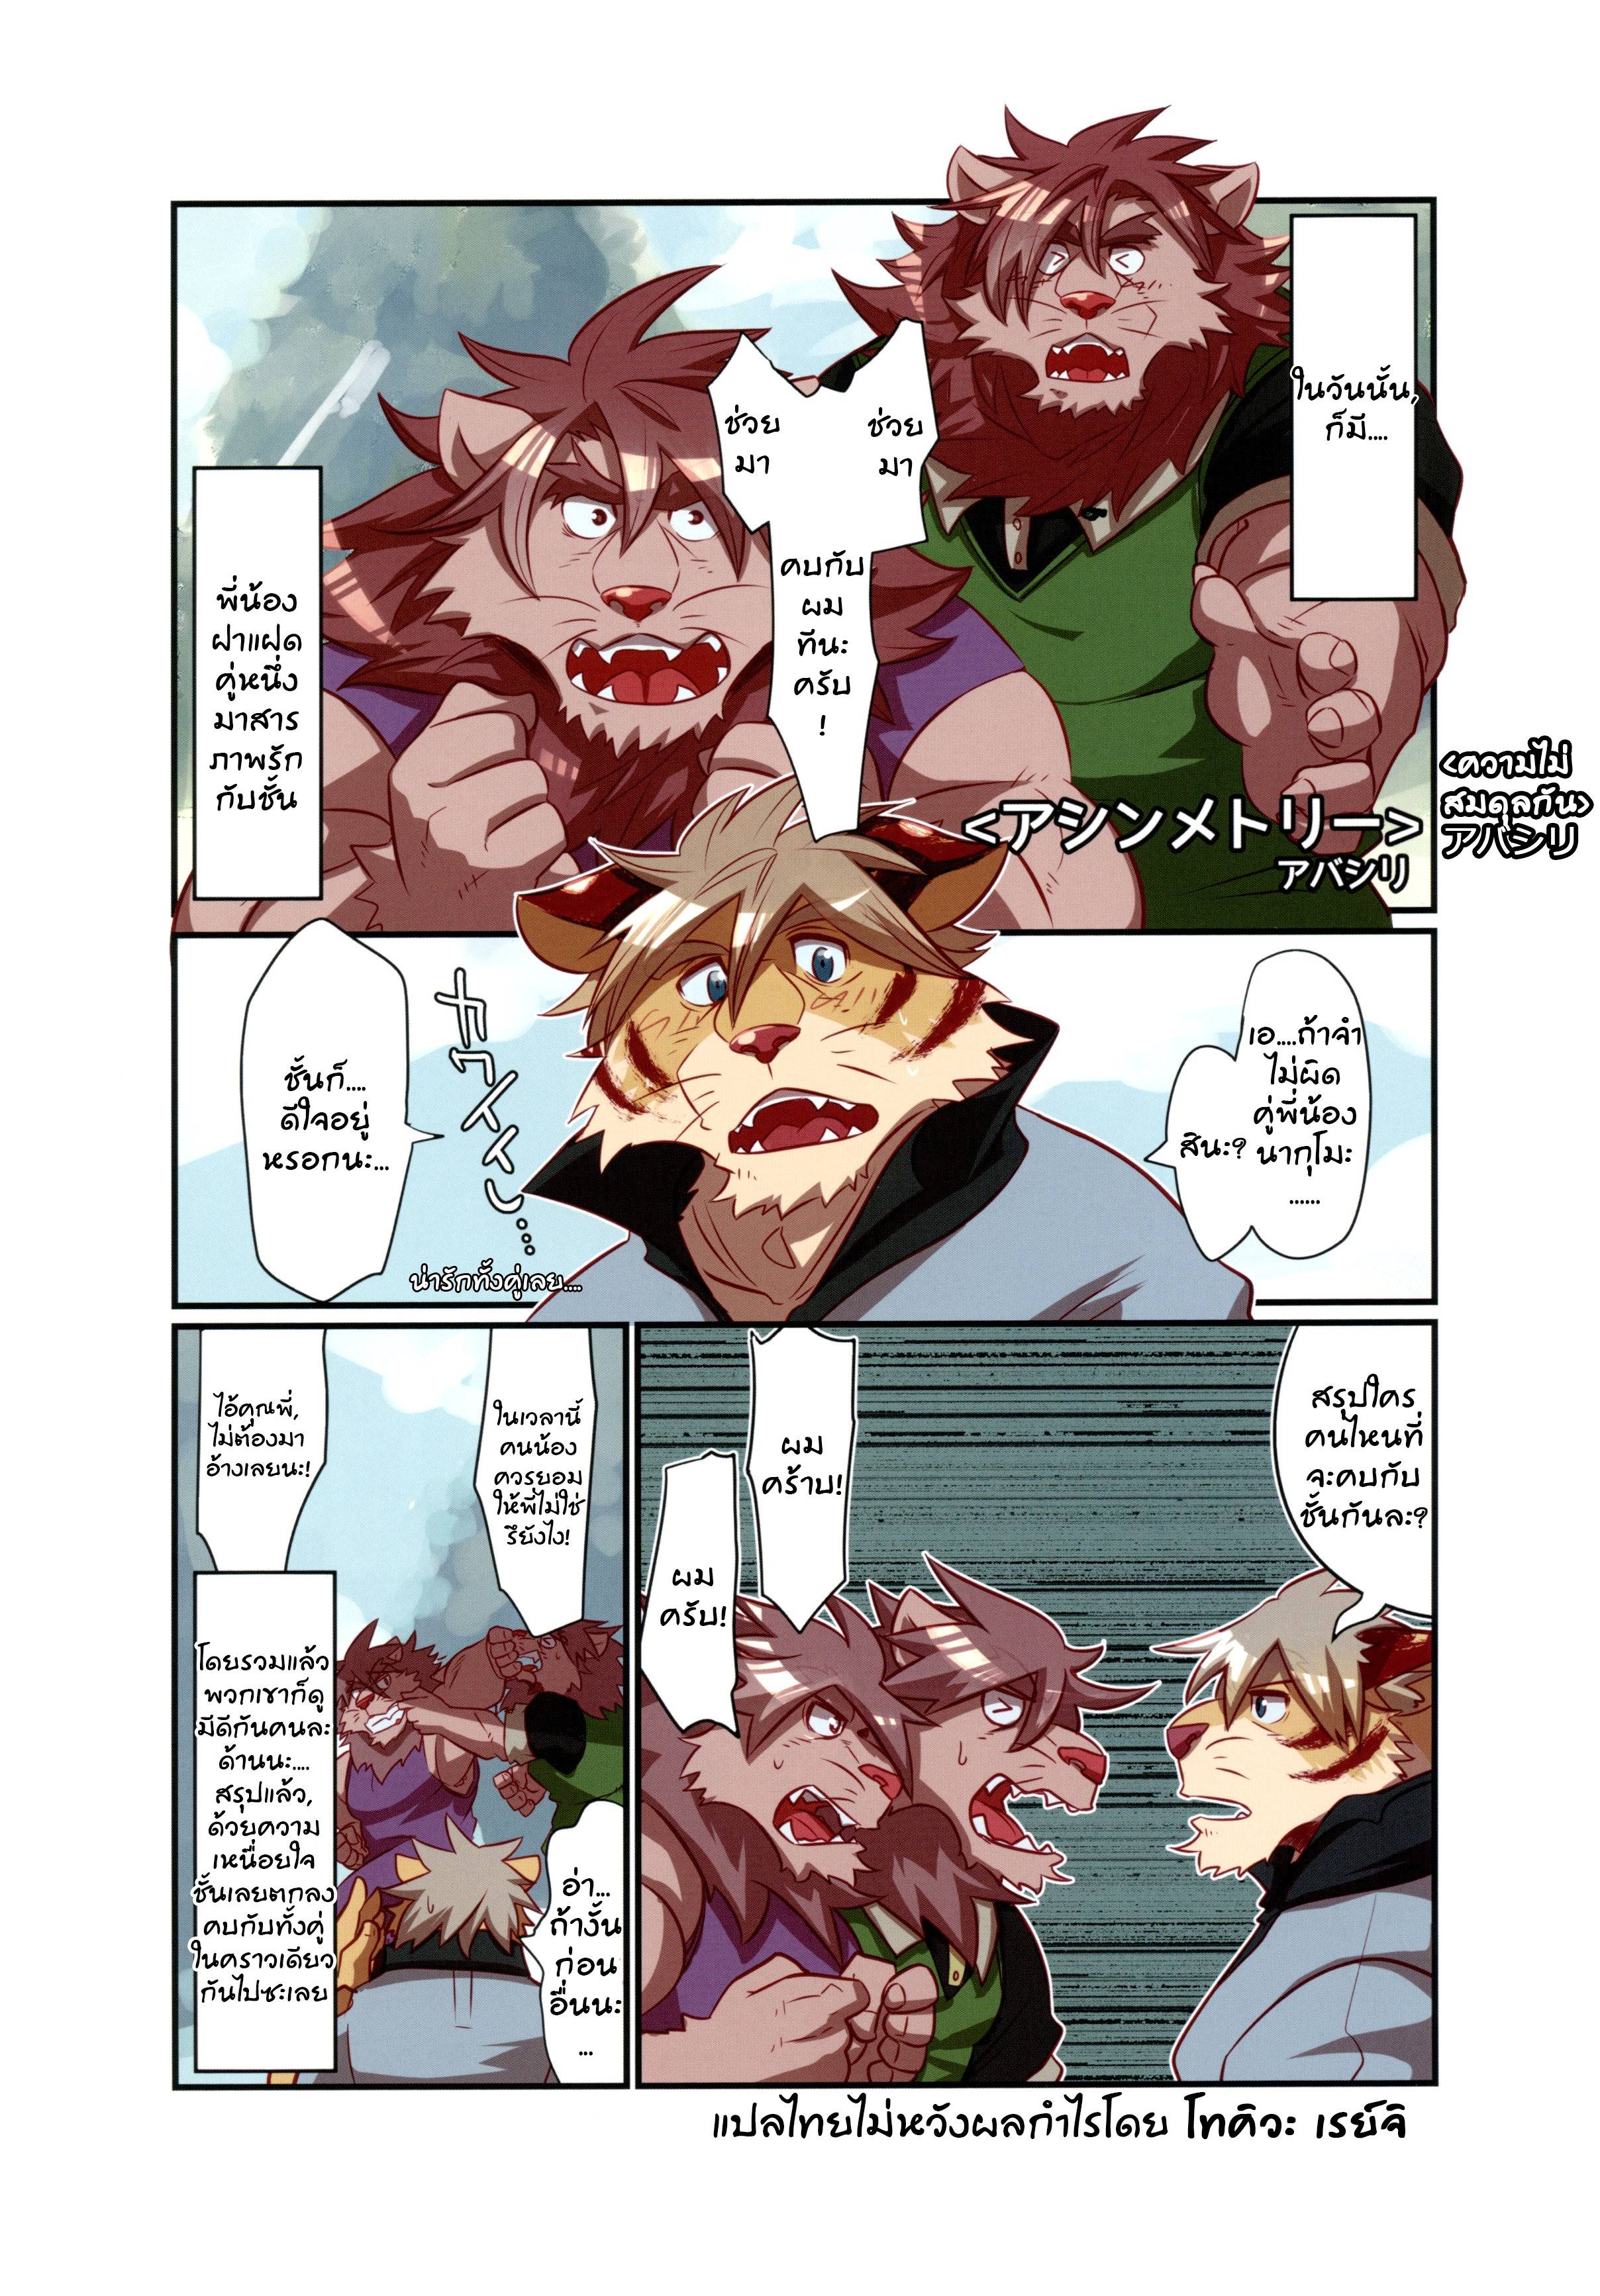 ในวันนั้น,
ก็มี....
ช่วย
มา
ช่วย
มา
คบกับ
ผม
ทีนะ
ครับ
!
พี่น้อง
ฝาแฝด
คู่หนึ่ง
มาสาร
ภาพรัก
กับชั้น
<アシンメトリー>
アバシリ
<ความไม่
สมดุลกัน>
アバシリ
เอ....ถ้าจำ
ไม่ผิด
คู่พี่น้อง
นากุโมะ
......
สินะ?
カワイイし...
น่ารักทั้งคู่เลย....
ชั้นก็....
ดีใจอยู่
หรอกนะ...
สรุปใคร
คนไหนที่
จะคบกับ
ชั้นกันละ?
ผม
คร้าบ!
ผม
ครับ!
ในเวลานี้
คนน้อง
ควรยอม
ให้พี่ไม่ใช่
รึยังไง!
ไอ้คุณพี่,
ไม่ต้องมา
อ้างเลยนะ!
อ่า...
ถ้างั้น
ก่อน
อื่นนะ
...
โดยรวมแล้ว
พวกเขาก็ดู
มีดีกันคนละ
ด้านนะ....
สรุปแล้ว,
ด้วยความ
เหนื่อยใจ
ชั้นเลยตกลง
คบกับทั้งคู่
ในคราวเดียว
กันไปซะเลย
แปลไทยไม่หวังผลกำไรโดย โทคิวะ เรย์จิ